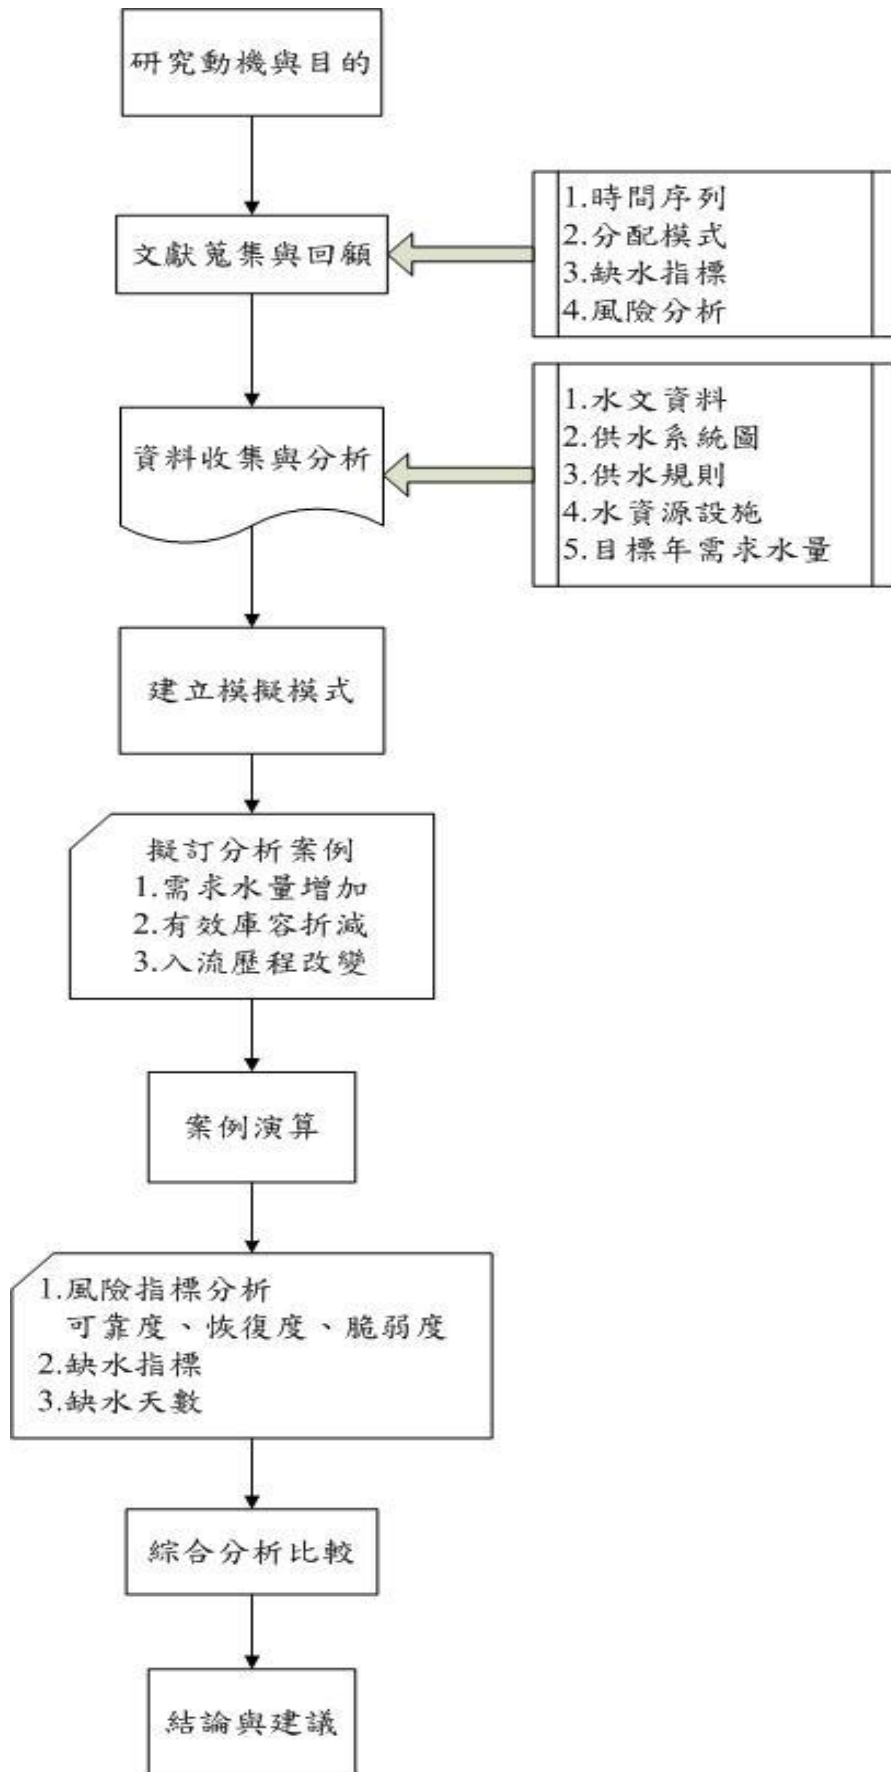 研究動機與目的
文獻蒐集與回顧
1.時間序列
2.分配模式
3.缺水指標
4.風險分析
資料收集與分析
1.水文資料
2.供水系統圖
3.供水規則
4.水資源設施
5.目標年需求水量
建立模擬模式
擬訂分析案例
1.需求水量增加
2.有效庫容折減
3.入流歷程改變
案例演算
1.風險指標分析
可靠度、恢復度、脆弱度
2.缺水指標
3.缺水天數
綜合分析比較
結論與建議